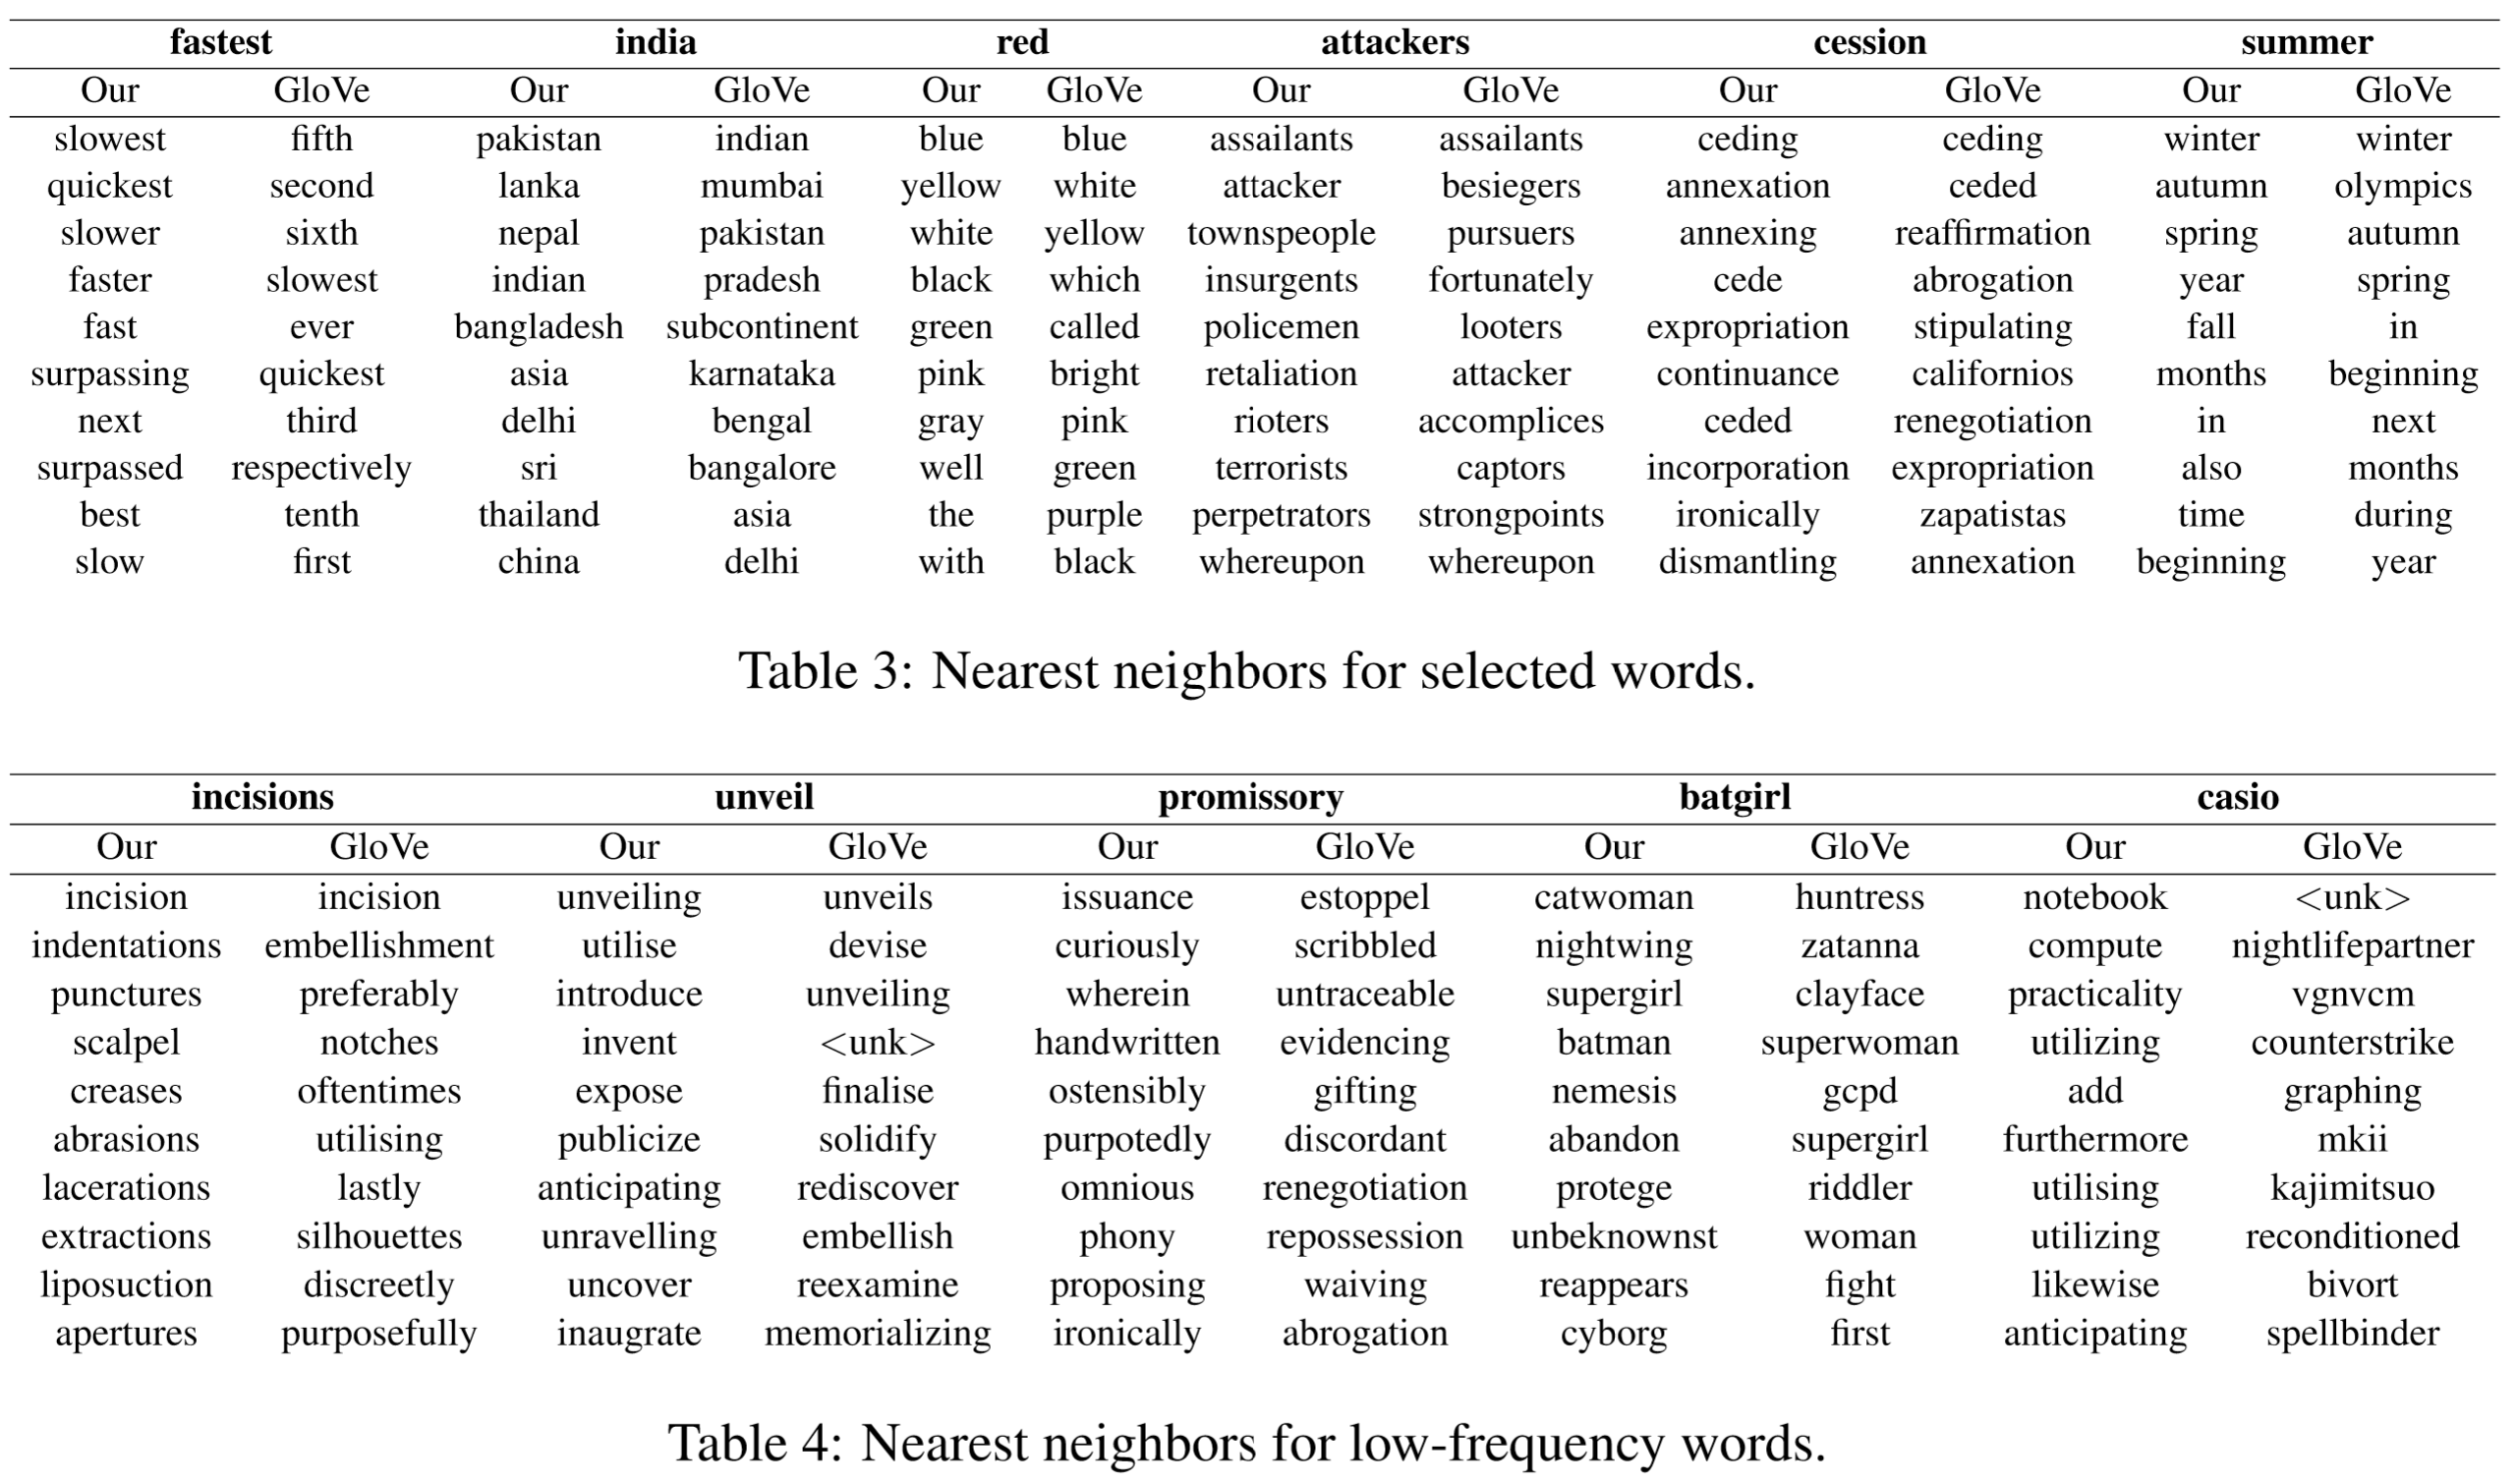 fastest india red attackers cession summer
Our GloVe Our GloVe Our GloVe Our GloVe Our GloVe Our GloVe
slowest fifth pakistan indian blue blue assailants assailants ceding ceding winter winter
quickest second lanka mumbai yellow white attacker besiegers annexation ceded autumn olympics
slower sixth nepal pakistan white yellow townspeople pursuers annexing reaffirmation spring autumn
faster slowest indian pradesh black which insurgents fortunately cede abrogation year spring
fast ever bangladesh subcontinent green called policemen looters expropriation stipulating fall in
surpassing quickest asia karnataka pink bright retaliation attacker continuance californios months beginning
next third delhi bengal gray pink rioters accomplices ceded renegotiation in next
surpassed respectively sri bangalore well green terrorists captors incorporation expropriation also months
best tenth thailand asia the purple perpetrators strongpoints ironically zapatistas time during
slow first china delhi with black whereupon whereupon dismantling annexation beginning year
Table 3: Nearest neighbors for selected words.
incisions unveil promissory batgirl casio
Our GloVe Our GloVe Our GloVe Our GloVe Our GloVe
incision incision unveiling unveils issuance estoppel catwoman huntress notebook <unk>
indentations embellishment utilise devise curiously scribbled nightwing zatanna compute nightlifepartner
punctures preferably introduce unveiling wherein untraceable supergirl clayface practicality vgnvcm
scalpel notches invent <unk> handwritten evidencing batman superwoman utilizing counterstrike
creases oftentimes expose finalise ostensibly gifting nemesis gcpd add graphing
abrasions utilising publicize solidify purpotedly discordant abandon supergirl furthermore mkii
lacerations lastly anticipating rediscover omnious renegotiation protege riddler utilising kajimitsuo
extractions silhouettes unravelling embellish phony repossession unbeknownst woman utilizing reconditioned
liposuction discreetly uncover reexamine proposing waiving reappears fight likewise bivort
apertures purposefully inaugrate memorializing ironically abrogation cyborg first anticipating spellbinder
Table 4: Nearest neighbors for low-frequency words.